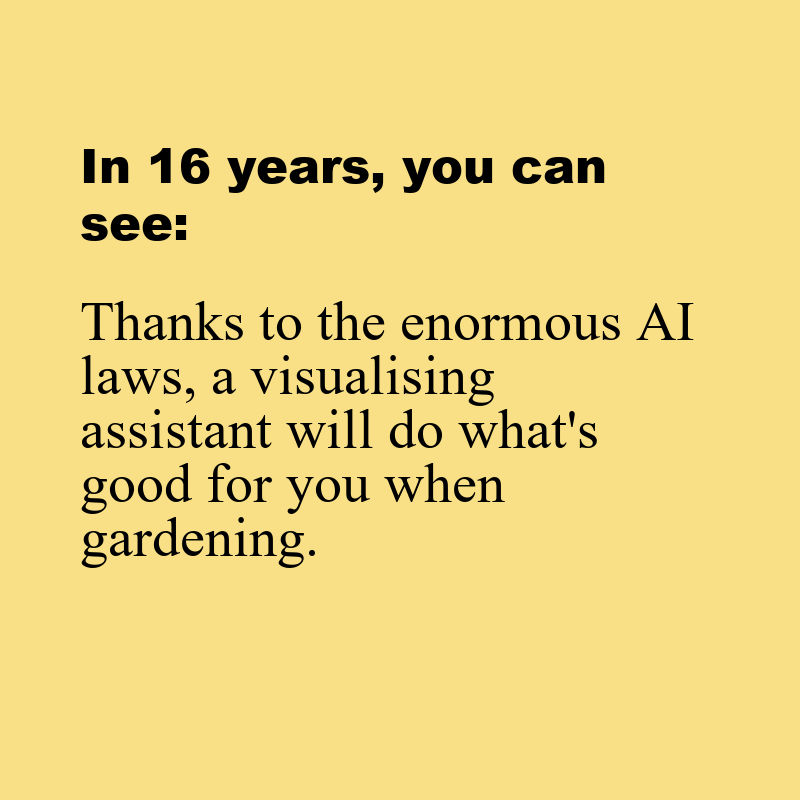 In 16 years, you can
see:
Thanks to the enormous AI
laws, a visualising
assistant will do what's
good for you when
gardening.